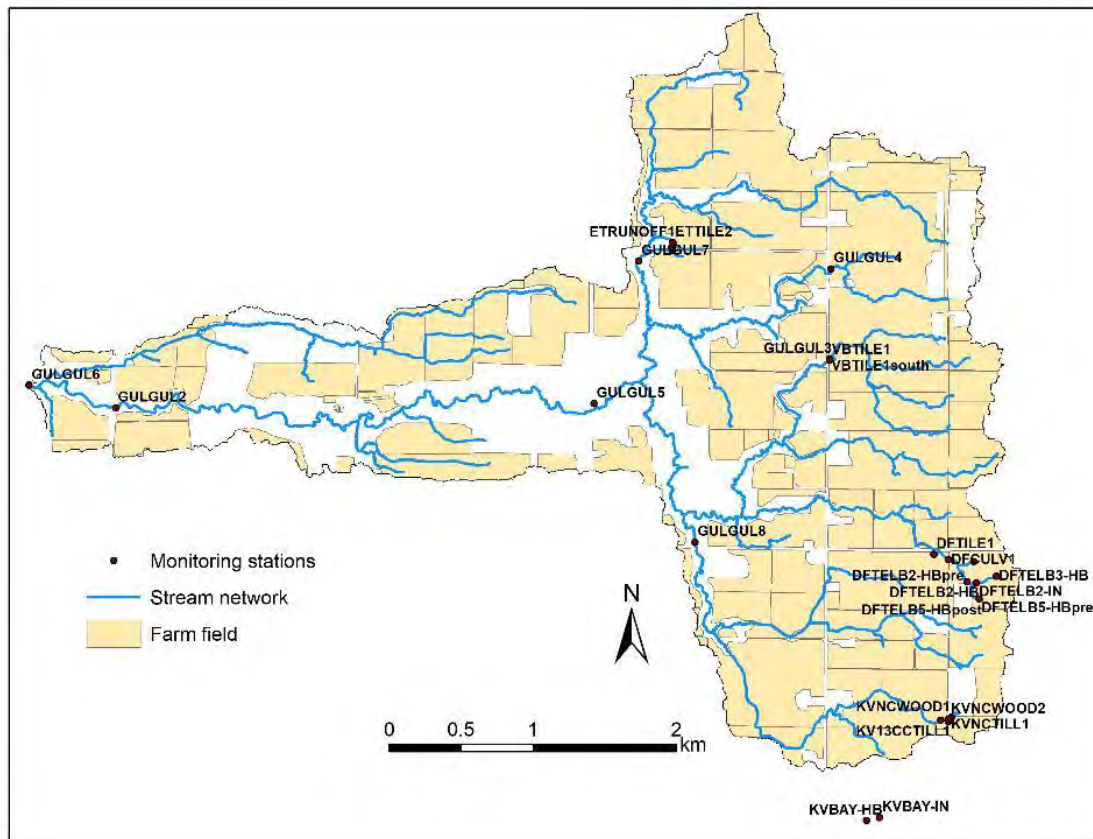 ETRUNOFF1ETTILE2
GULGUL7
GULGUL4
GULGUL3VBTILE1
VBTILE1south
GULGUL6
GULGUL2
GULGUL5
GULGUL8
DFTILE1
DFCULV1
DFTELB2-HBpre
DFTELB3-HB
DFTELB2-HB
DFTELB2-IN
DFTELB5-HBpost
DFTELB5-HBpre
Monitoring stations
Stream network
Farm field
N
0 0.5 1 2
km
KVNCWOOD1
KVNCWOOD2
KV13CCTILL1
KVNCTILL1
KVBAY-HB
KVBAY-IN